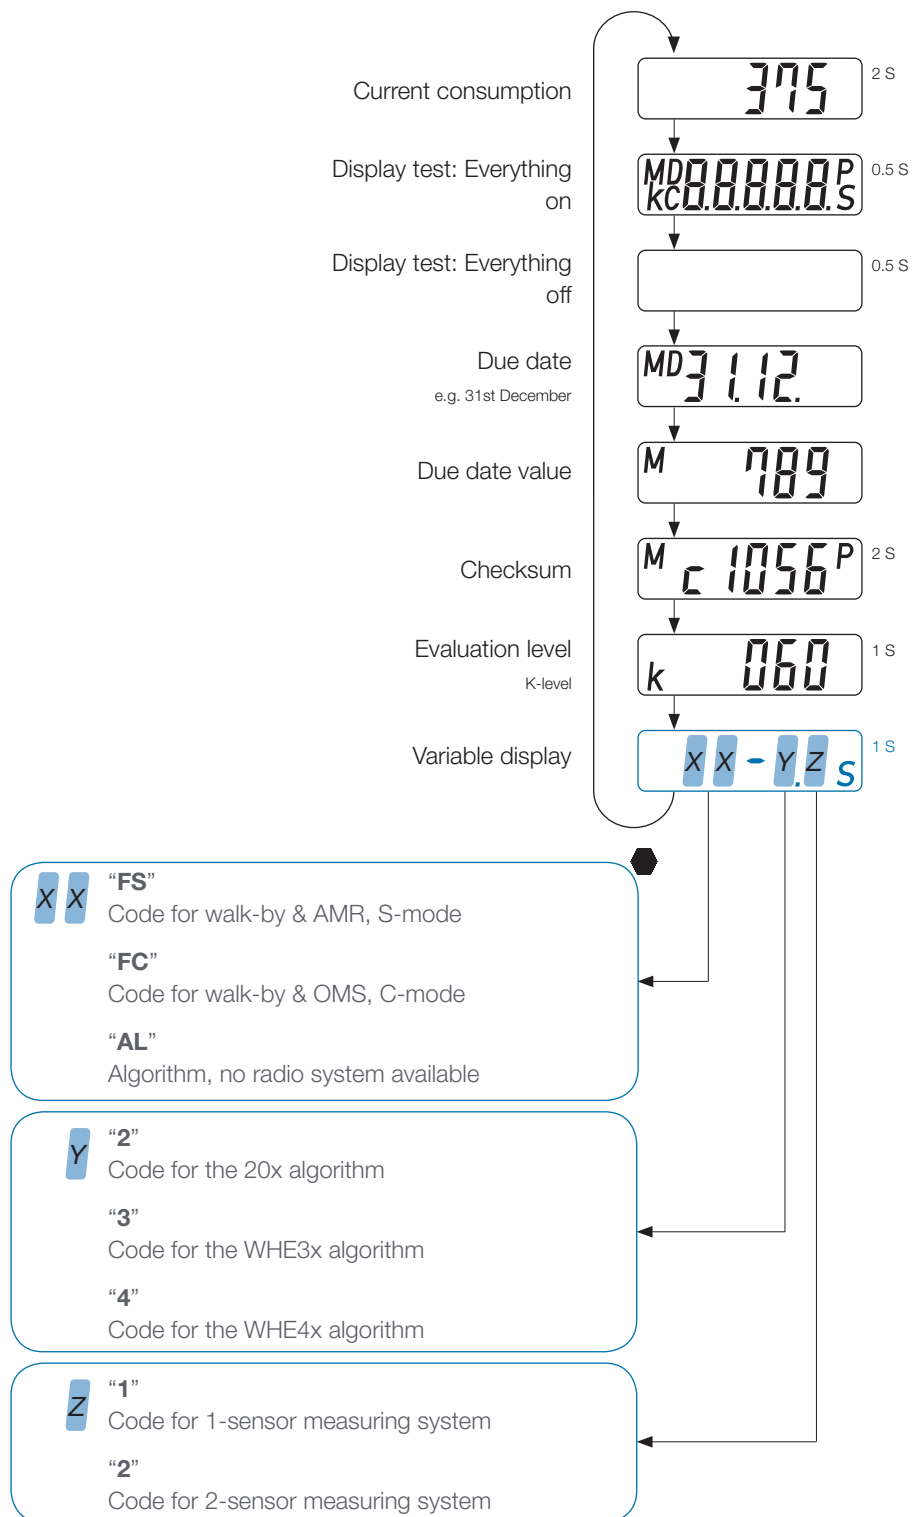 Current consumption
375
2 S
Display test: Everything
on
MD
kC
8.8.8.8.8.
P
S
0.5 S
Display test: Everything
off
0.5 S
Due date
e.g. 31st December
MD 31.12.
Due date value
M 789
Checksum
M c 1056 P
2 S
Evaluation level
K-level
k 060
1 S
Variable display
X X - Y.Z S
1 S
X X
“FS”
Code for walk-by & AMR, S-mode
“FC”
Code for walk-by & OMS, C-mode
“AL”
Algorithm, no radio system available
Y
“2”
Code for the 20x algorithm
“3”
Code for the WHE3x algorithm
“4”
Code for the WHE4x algorithm
Z
“1”
Code for 1-sensor measuring system
“2”
Code for 2-sensor measuring system